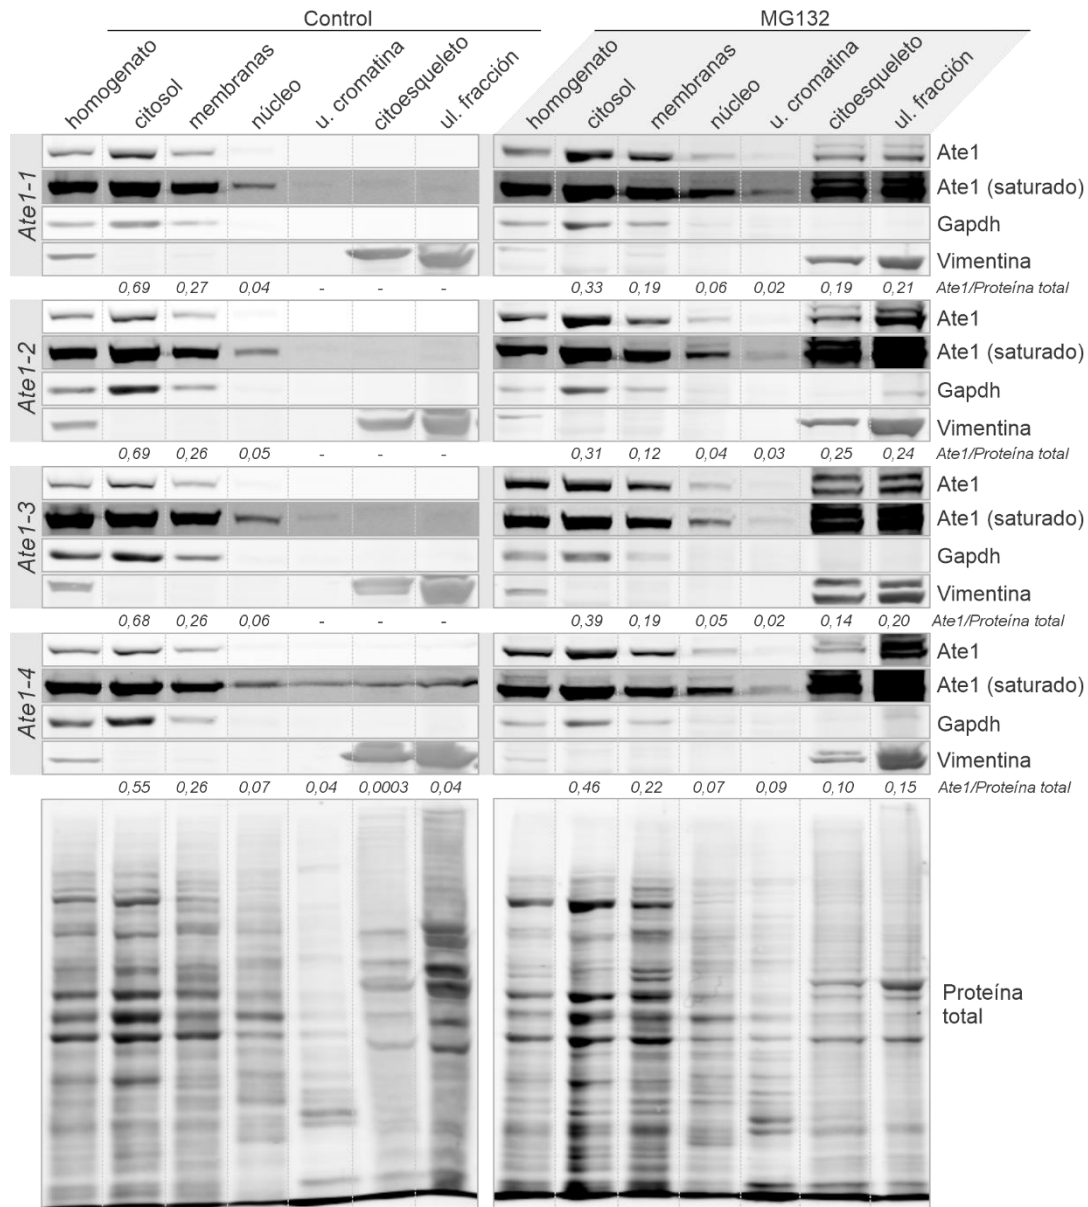 Control
MG132
homogenato
citosol
membranas
núcleo
u. cromatina
citoesqueleto
ul. fracción
homogenato
citosol
membranas
núcleo
u. cromatina
citoesqueleto
ul. fracción
Ate1-1
Ate1
Ate1 (saturado)
Gapdh
Vimentina
0,69 0,27 0,04 - - - 0,33 0,19 0,06 0,02 0,19 0,21 Ate1/Proteína total
Ate1-2
Ate1
Ate1 (saturado)
Gapdh
Vimentina
0,69 0,26 0,05 - - - 0,31 0,12 0,04 0,03 0,25 0,24 Ate1/Proteína total
Ate1-3
Ate1
Ate1 (saturado)
Gapdh
Vimentina
0,68 0,26 0,06 - - - 0,39 0,19 0,05 0,02 0,14 0,20 Ate1/Proteína total
Ate1-4
Ate1
Ate1 (saturado)
Gapdh
Vimentina
0,55 0,26 0,07 0,04 0,0003 0,04 0,46 0,22 0,07 0,09 0,10 0,15 Ate1/Proteína total
Proteína
total